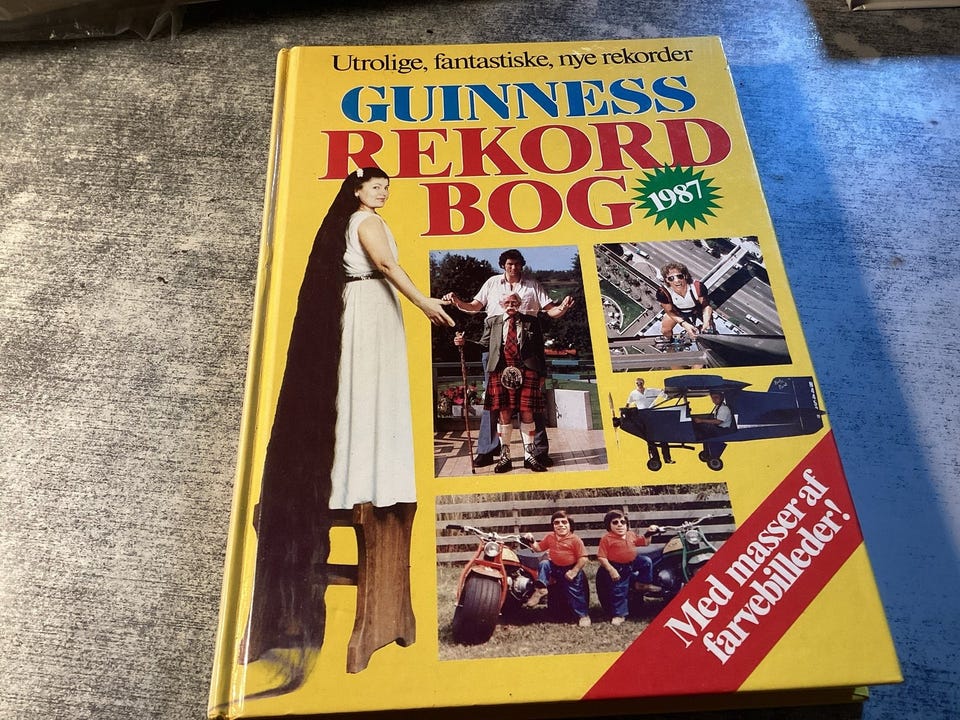 Utrolige, fantastiske, nye rekorder
GUINNESS
REKORD
BOG
1987
Med masser af
farvebilleder!